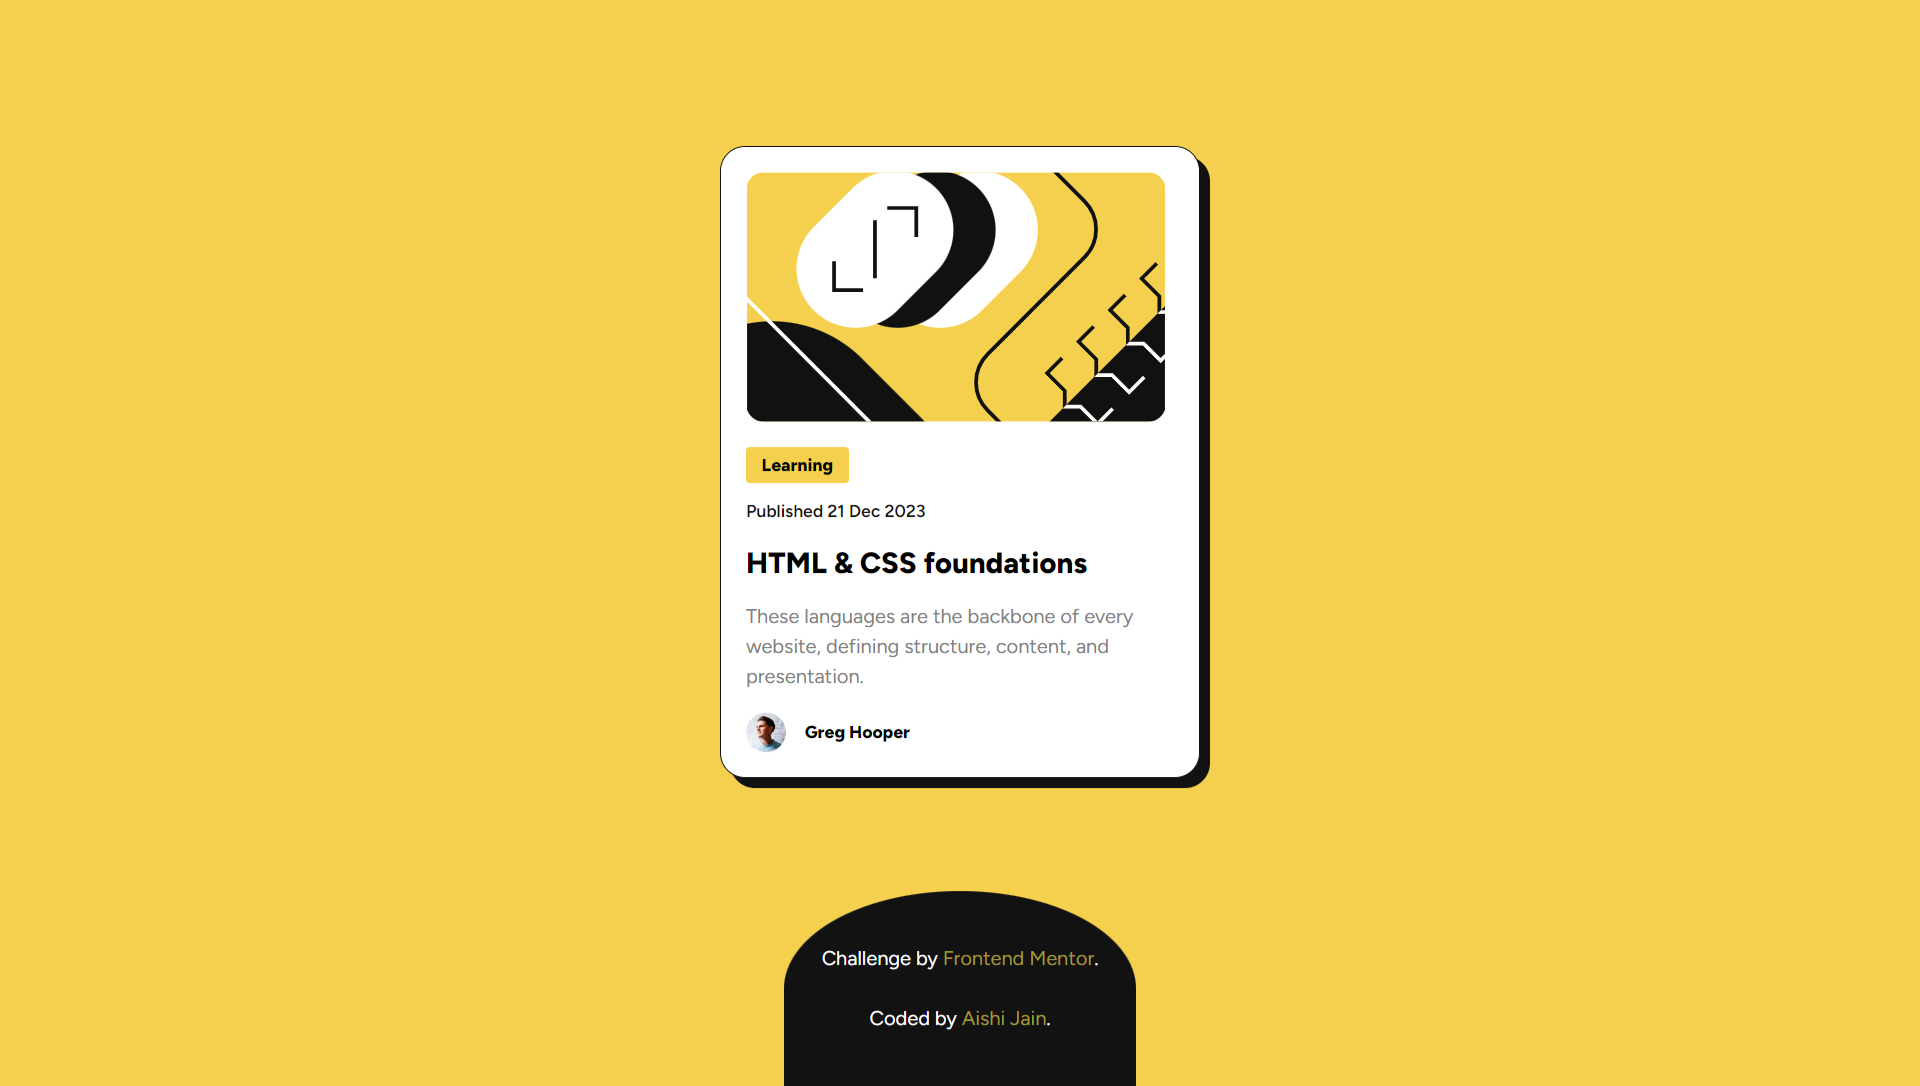 Learning
Published 21 Dec 2023
HTML & CSS foundations
These languages are the backbone of every
website, defining structure, content, and
presentation.
Greg Hooper
Challenge by Frontend Mentor.
Coded by Aishi Jain.